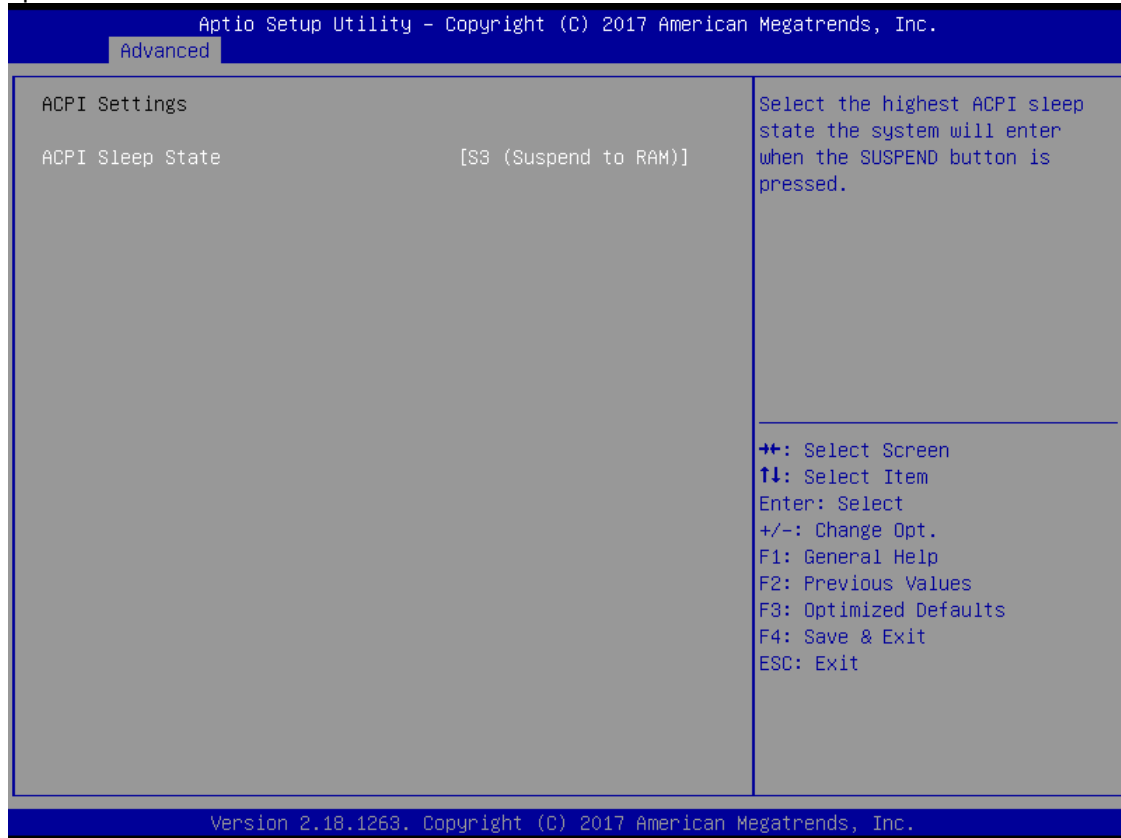 Aptio Setup Utility – Copyright (C) 2017 American Megatrends, Inc.
Advanced
ACPI Settings
ACPI Sleep State [S3 (Suspend to RAM)]
Select the highest ACPI sleep
state the system will enter
when the SUSPEND button is
pressed.
→←: Select Screen
↑↓: Select Item
Enter: Select
+/-: Change Opt.
F1: General Help
F2: Previous Values
F3: Optimized Defaults
F4: Save & Exit
ESC: Exit
Version 2.18.1263. Copyright (C) 2017 American Megatrends, Inc.